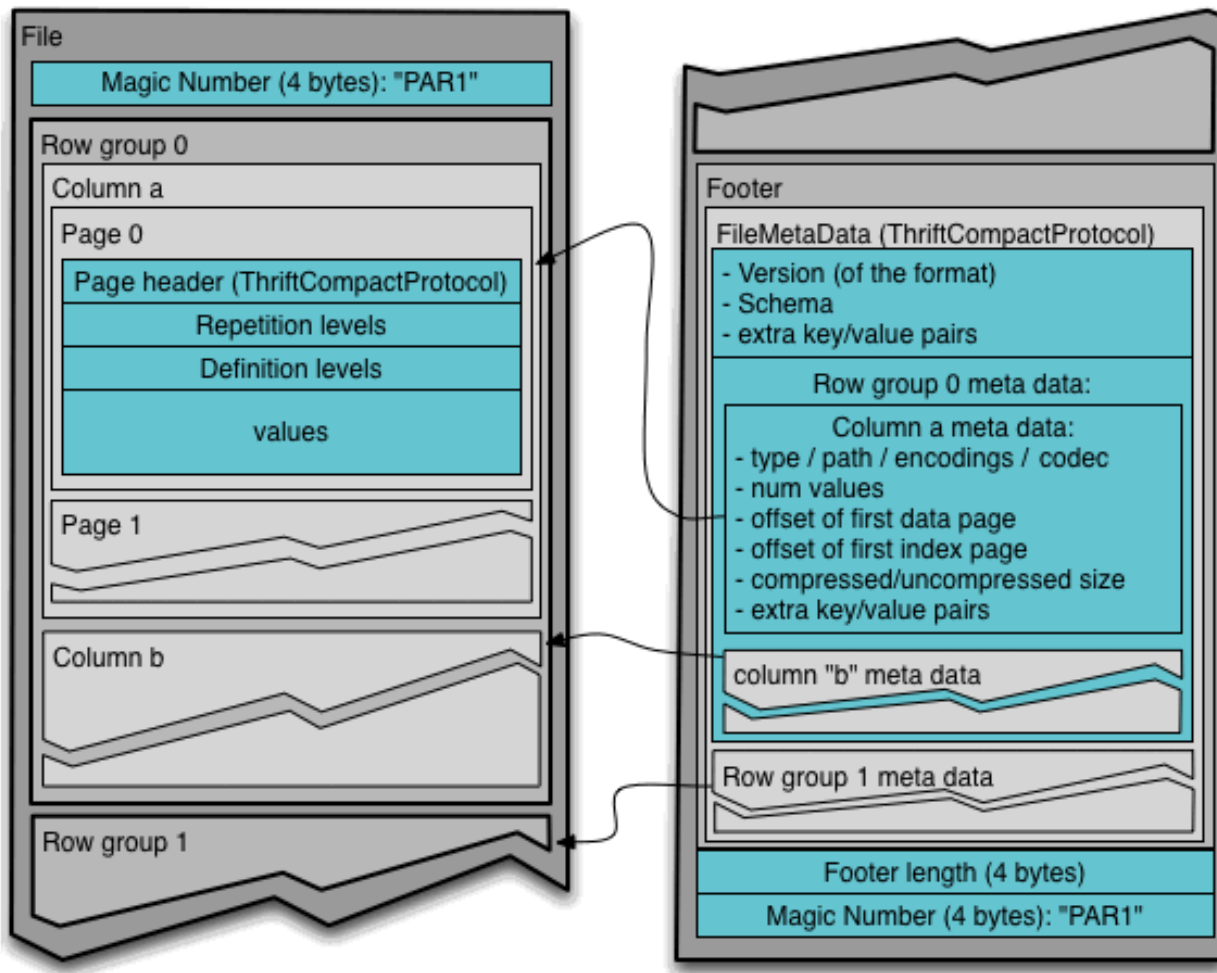 File
Magic Number (4 bytes): "PAR1"
Row group 0
Column a
Page 0
Page header (ThriftCompactProtocol)
Repetition levels
Definition levels
values
Page 1
Column b
Row group 1
Footer
FileMetaData (ThriftCompactProtocol)
- Version (of the format)
- Schema
- extra key/value pairs
Row group 0 meta data:
Column a meta data:
- type / path / encodings / codec
- num values
- offset of first data page
- offset of first index page
- compressed/uncompressed size
- extra key/value pairs
column "b" meta data
Row group 1 meta data
Footer length (4 bytes)
Magic Number (4 bytes): "PAR1"